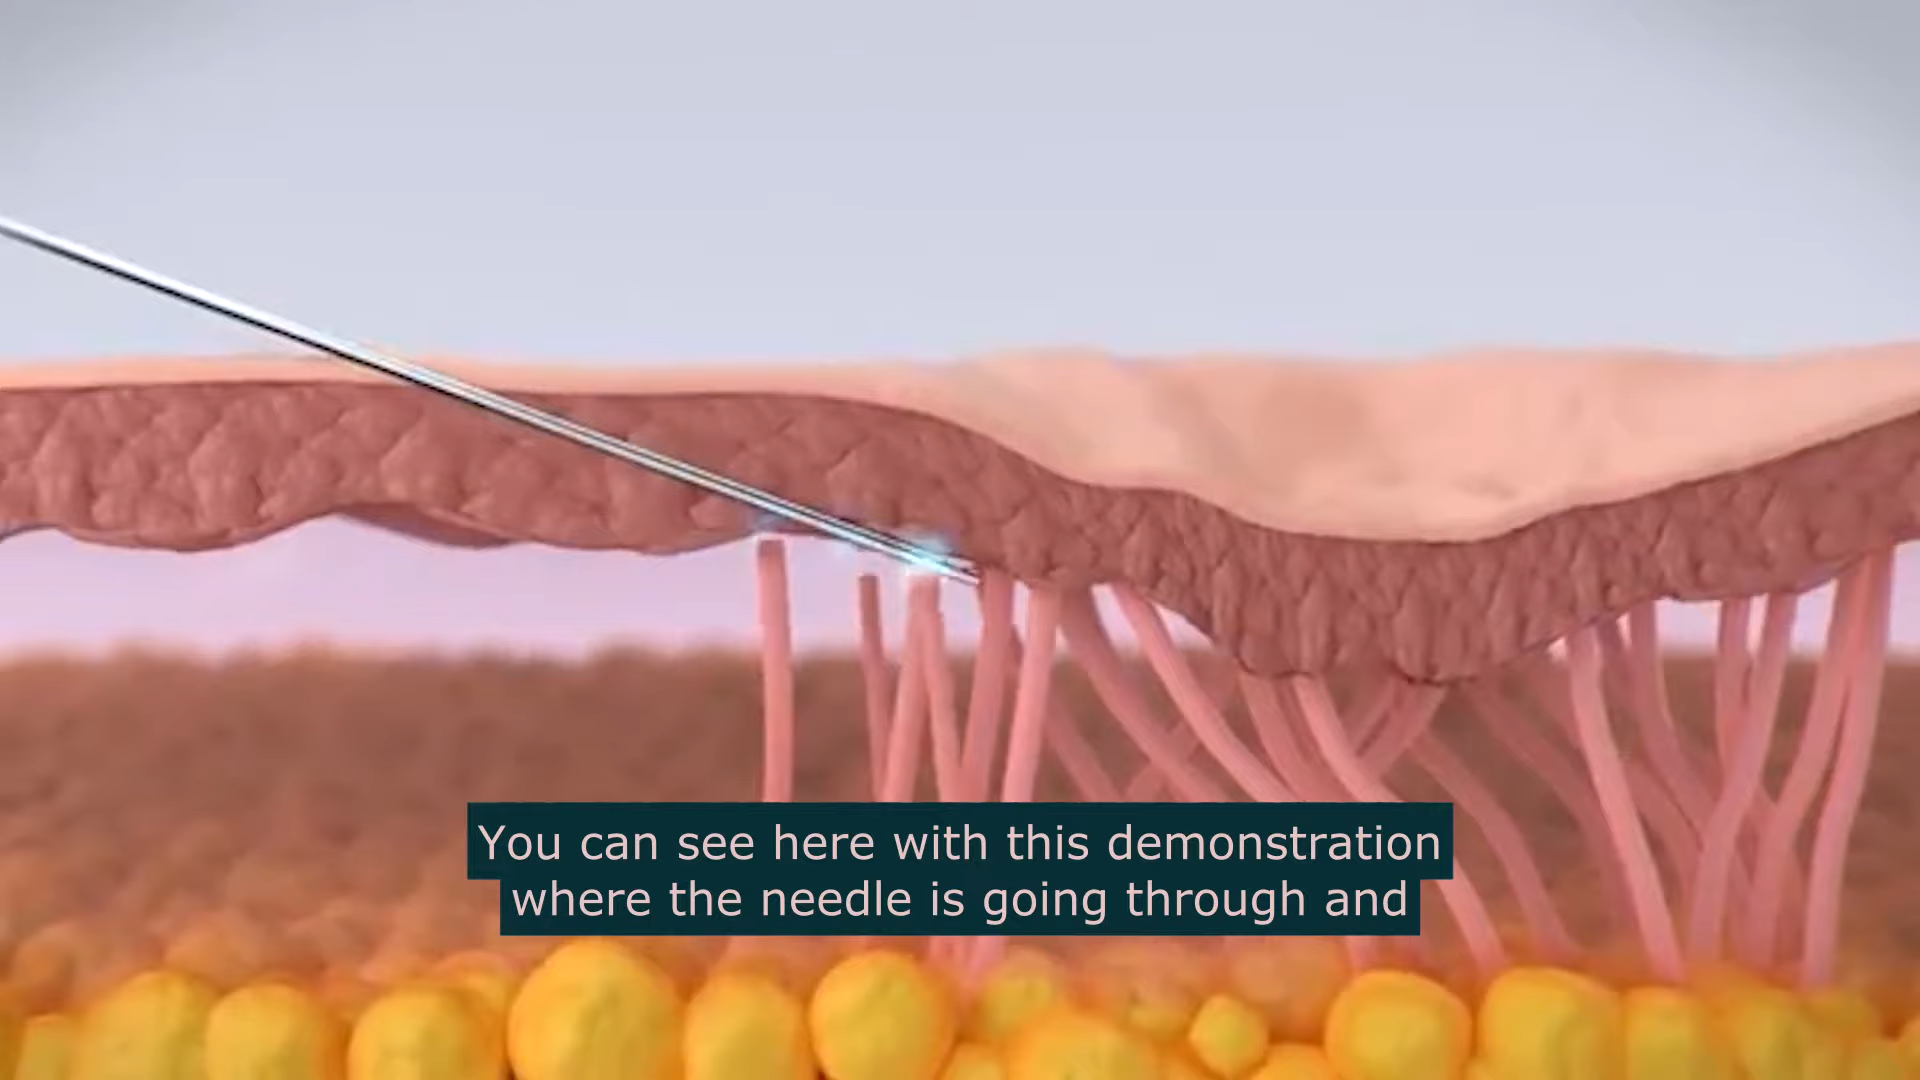 You can see here with this demonstration
where the needle is going through and